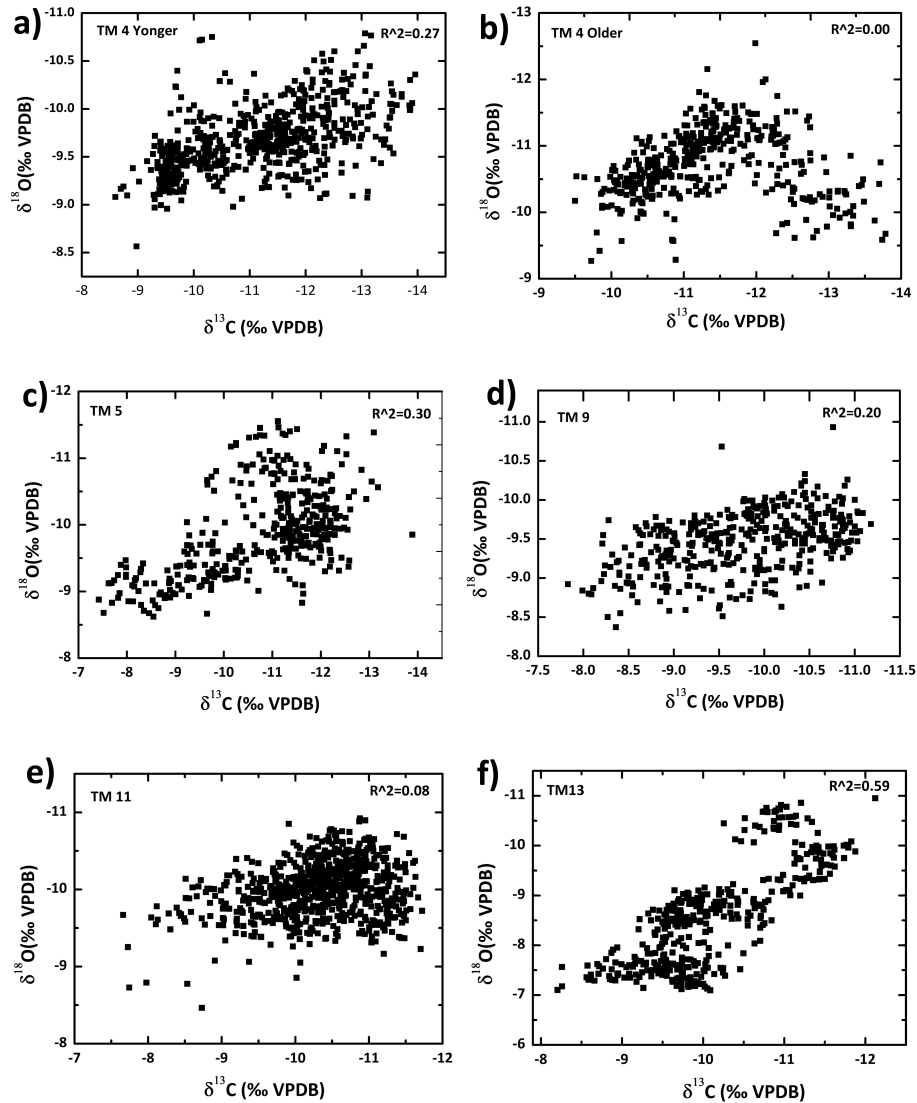 a)
TM 4 Yonger
R^2=0.27
-11.0
-10.5
-10.0
-9.5
-9.0
-8.5
δ18O(‰ VPDB)
-8 -9 -10 -11 -12 -13 -14
δ13C (‰ VPDB)
b)
TM 4 Older
R^2=0.00
-13
-12
-11
-10
-9
δ18O(‰ VPDB)
-9 -10 -11 -12 -13 -14
δ13C (‰ VPDB)
c)
TM 5
R^2=0.30
-12
-11
-10
-9
-8
δ18O(‰ VPDB)
-7 -8 -9 -10 -11 -12 -13 -14
δ13C (‰ VPDB)
d)
TM 9
R^2=0.20
-11.0
-10.5
-10.0
-9.5
-9.0
-8.5
-8.0
δ18O(‰ VPDB)
-7.5 -8.0 -8.5 -9.0 -9.5 -10.0 -10.5 -11.0 -11.5
δ13C (‰ VPDB)
e)
TM 11
R^2=0.08
-11
-10
-9
-8
δ18O(‰ VPDB)
-7 -8 -9 -10 -11 -12
δ13C (‰ VPDB)
f)
TM13
R^2=0.59
-11
-10
-9
-8
-7
-6
δ18O(‰ VPDB)
-8 -9 -10 -11 -12
δ13C (‰ VPDB)